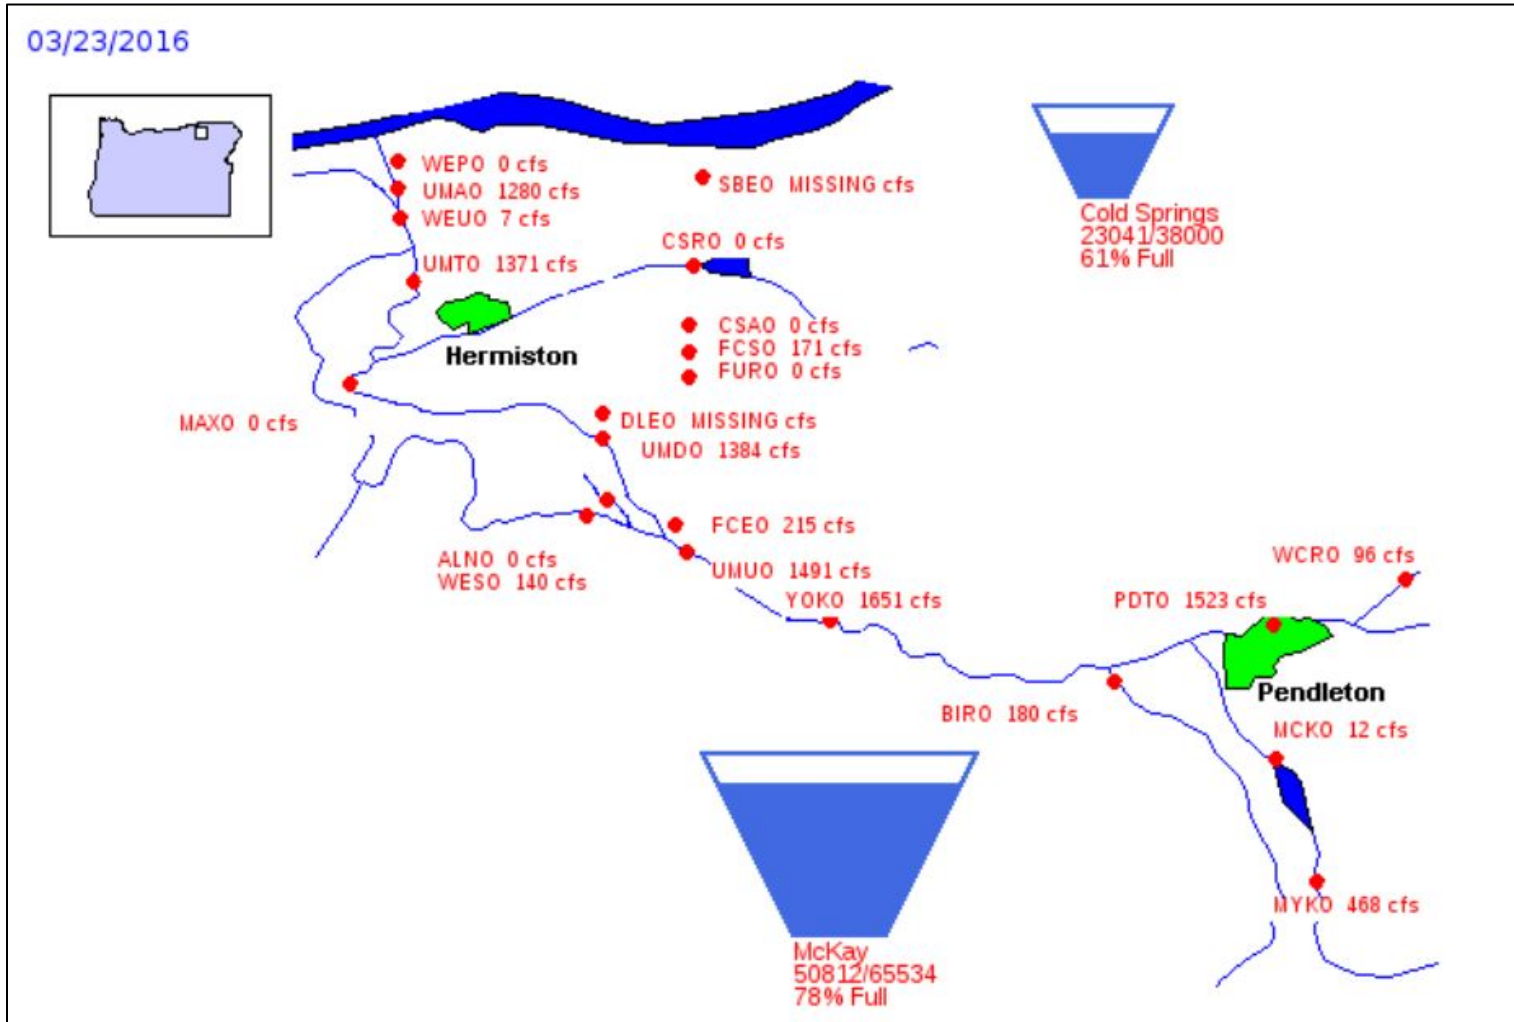 03/23/2016
WEPO 0 cfs
UMAO 1280 cfs
WEUO 7 cfs
SBEO MISSING cfs
Cold Springs
23041/38000
61% Full
CSRO 0 cfs
UMTO 1371 cfs
CSAO 0 cfs
FCSO 171 cfs
FURO 0 cfs
Hermiston
MAXO 0 cfs
DLEO MISSING cfs
UMDO 1384 cfs
FCEO 215 cfs
ALNO 0 cfs
WESO 140 cfs
UMUO 1491 cfs
WCRO 96 cfs
YOKO 1651 cfs
PDTO 1523 cfs
Pendleton
BIRO 180 cfs
MCKO 12 cfs
MYKO 468 cfs
McKay
50812/65534
78% Full